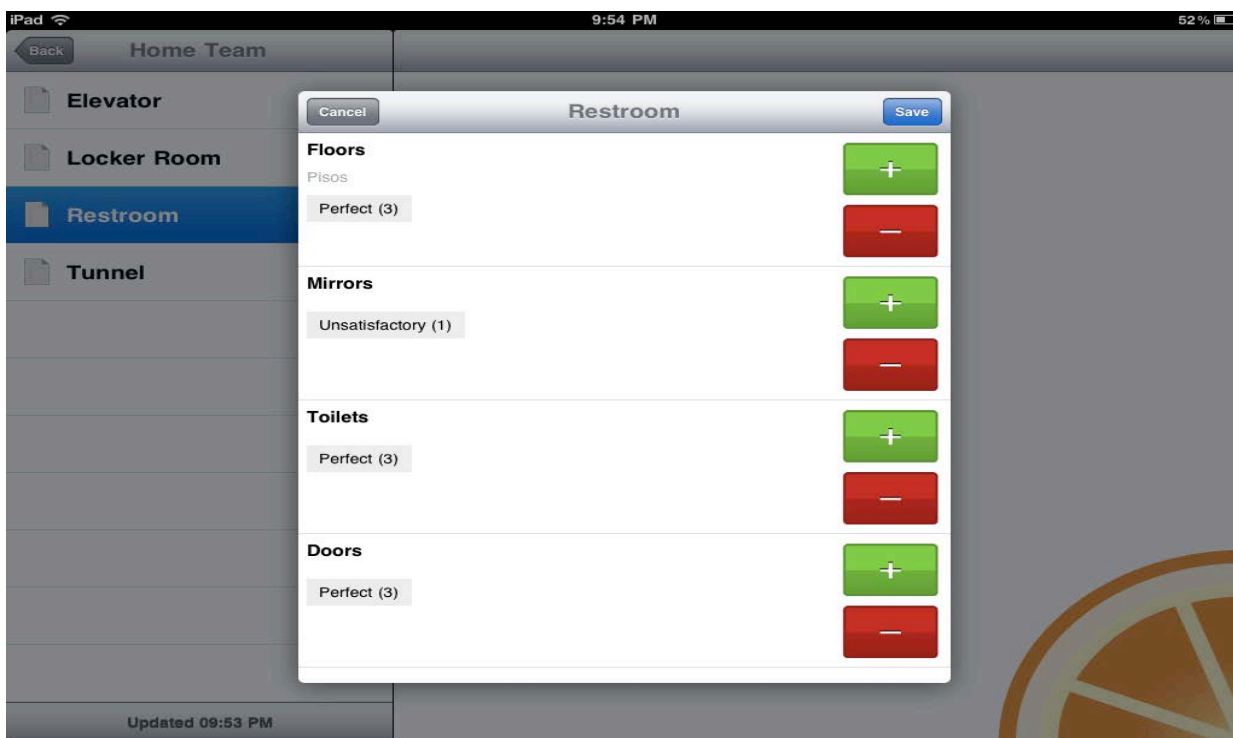 iPad 9:54 PM 52%
Back Home Team
Elevator
Locker Room
Restroom
Tunnel
Updated 09:53 PM
Cancel Restroom Save
Floors
Pisos
Perfect (3)
+
−
Mirrors
Unsatisfactory (1)
+
−
Toilets
Perfect (3)
+
−
Doors
Perfect (3)
+
−